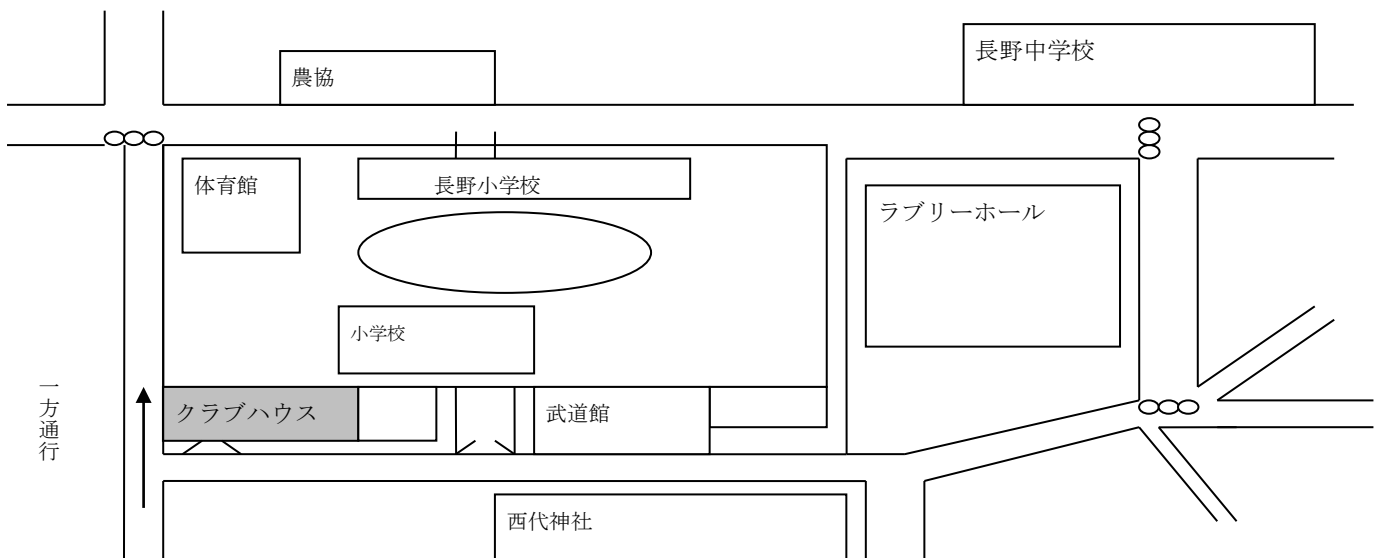 長野中学校
農協
体育館
長野小学校
ラブリーホール
小学校
一方通行
クラブハウス
武道館
西代神社